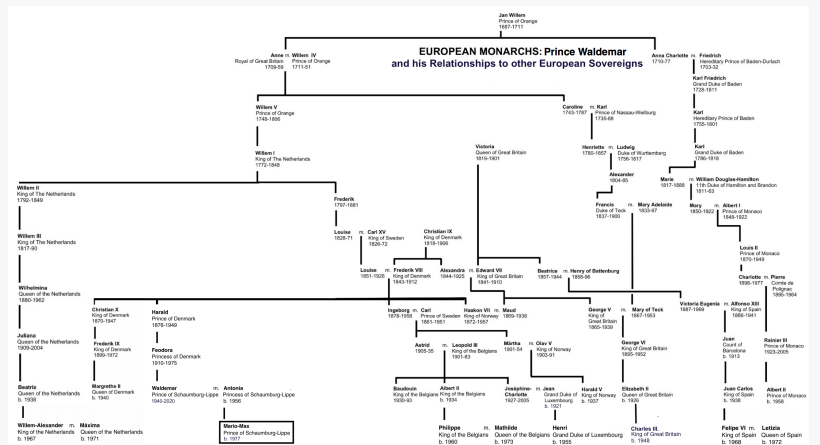 Jan Willem
Prince of Orange
1687-1711
EUROPEAN MONARCHS: Prince Waldemar
and his Relationships to other European Sovereigns
Anne m. Willem IV
Royal of Great Britain Prince of Orange
1709-59 1711-51
Anna Charlotte m. Friedrich
1710-77 Hereditary Prince of Baden-Durlach
1703-32
Karl Friedrich
Grand Duke of Baden
1728-1811
Willem V
Prince of Orange
1748-1806
Caroline m. Karl
1743-1787 Prince of Nassau-Weilburg
1735-88
Karl
Hereditary Prince of Baden
1755-1801
Willem I
King of The Netherlands
1772-1848
Victoria
Queen of Great Britain
1819-1901
Henriette m. Ludwig
1780-1857 Duke of Wurttemberg
1756-1817
Karl
Grand Duke of Baden
1786-1818
Alexander
1804-85
Marie m. William Douglas-Hamilton
1817-1888 11th Duke of Hamilton and Brandon
1811-63
Willem II
King of The Netherlands
1792-1849
Frederik
1797-1881
Francis m. Mary Adelaide
Duke of Teck 1833-97
1837-1900
Mary m. Albert I
1850-1922 Prince of Monaco
1848-1922
Willem III
King of The Netherlands
1817-90
Louise m. Carl XV
1828-71 King of Sweden
1826-72
Christian IX
King of Denmark
1818-1906
Louis II
Prince of Monaco
1870-1949
Louise m. Frederik VIII
1851-1926 King of Denmark
1843-1912
Alexandra m. Edward VII
1844-1925 King of Great Britain
1841-1910
Beatrice m. Henry of Battenburg
1857-1944 1858-96
Charlotte m. Pierre
1898-1977 Comte de
Polignac
1895-1964
Wilhelmina
Queen of the Netherlands
1880-1962
Christian X
King of Denmark
1870-1947
Harald
Prince of Denmark
1876-1949
Ingeborg m. Carl
1878-1958 Prince of Sweden
1861-1951
Haakon VII m. Maud
King of Norway 1869-1938
1872-1957
George V m. Mary of Teck
King of 1867-1953
Great Britain
1865-1939
Victoria Eugenia m. Alfonso XIII
1887-1969 King of Spain
1886-1941
Juliana
Queen of the Netherlands
1909-2004
Frederik IX
King of Denmark
1899-1972
Feodora
Princess of Denmark
1910-1975
Astrid m. Leopold III
1905-35 King of the Belgians
1901-83
Märtha m. Olav V
1901-54 King of Norway
1903-91
George VI
King of Great Britain
1895-1952
Juan
Count of
Barcelona
b. 1913
Rainier III
Prince of Monaco
1923-2005
Beatrix
Queen of the Netherlands
b. 1938
Margrethe II
Queen of Denmark
b. 1940
Waldemar m. Antonia
Prince of Schaumburg-Lippe Princess of Schaumburg-Lippe
1940-2020 b. 1956
Baudouin
King of the Belgians
1930-93
Albert II
King of the Belgians
b. 1934
Joséphine- m. Jean
Charlotte Grand Duke of
1927-2005 Luxembourg
b. 1921
Harald V
King of Norway
b. 1937
Elizabeth II
Queen of Great Britain
b. 1926
Juan Carlos
King of Spain
b. 1938
Albert II
Prince of Monaco
b. 1958
Willem-Alexander m. Máxima
King of the Netherlands Queen of the Netherlands
b. 1967 b. 1971
Mario-Max
Prince of Schaumburg-Lippe
b. 1977
Philippe m. Mathilde
King of the Belgians Queen of the Belgians
b. 1960 b. 1973
Henri
Grand Duke of Luxembourg
b. 1955
Charles III.
King of Great Britain
b. 1948
Felipe VI m. Letizia
King of Spain Queen of Spain
b. 1968 b. 1972